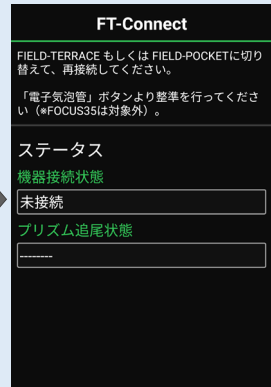 FT-Connect
FIELD-TERRACE もしくは FIELD-POCKETに切り
替えて、再接続してください。
「電子気泡管」ボタンより整準を行ってくださ
い（※FOCUS35は対象外）。
ステータス
機器接続状態
未接続
プリズム追尾状態
--------